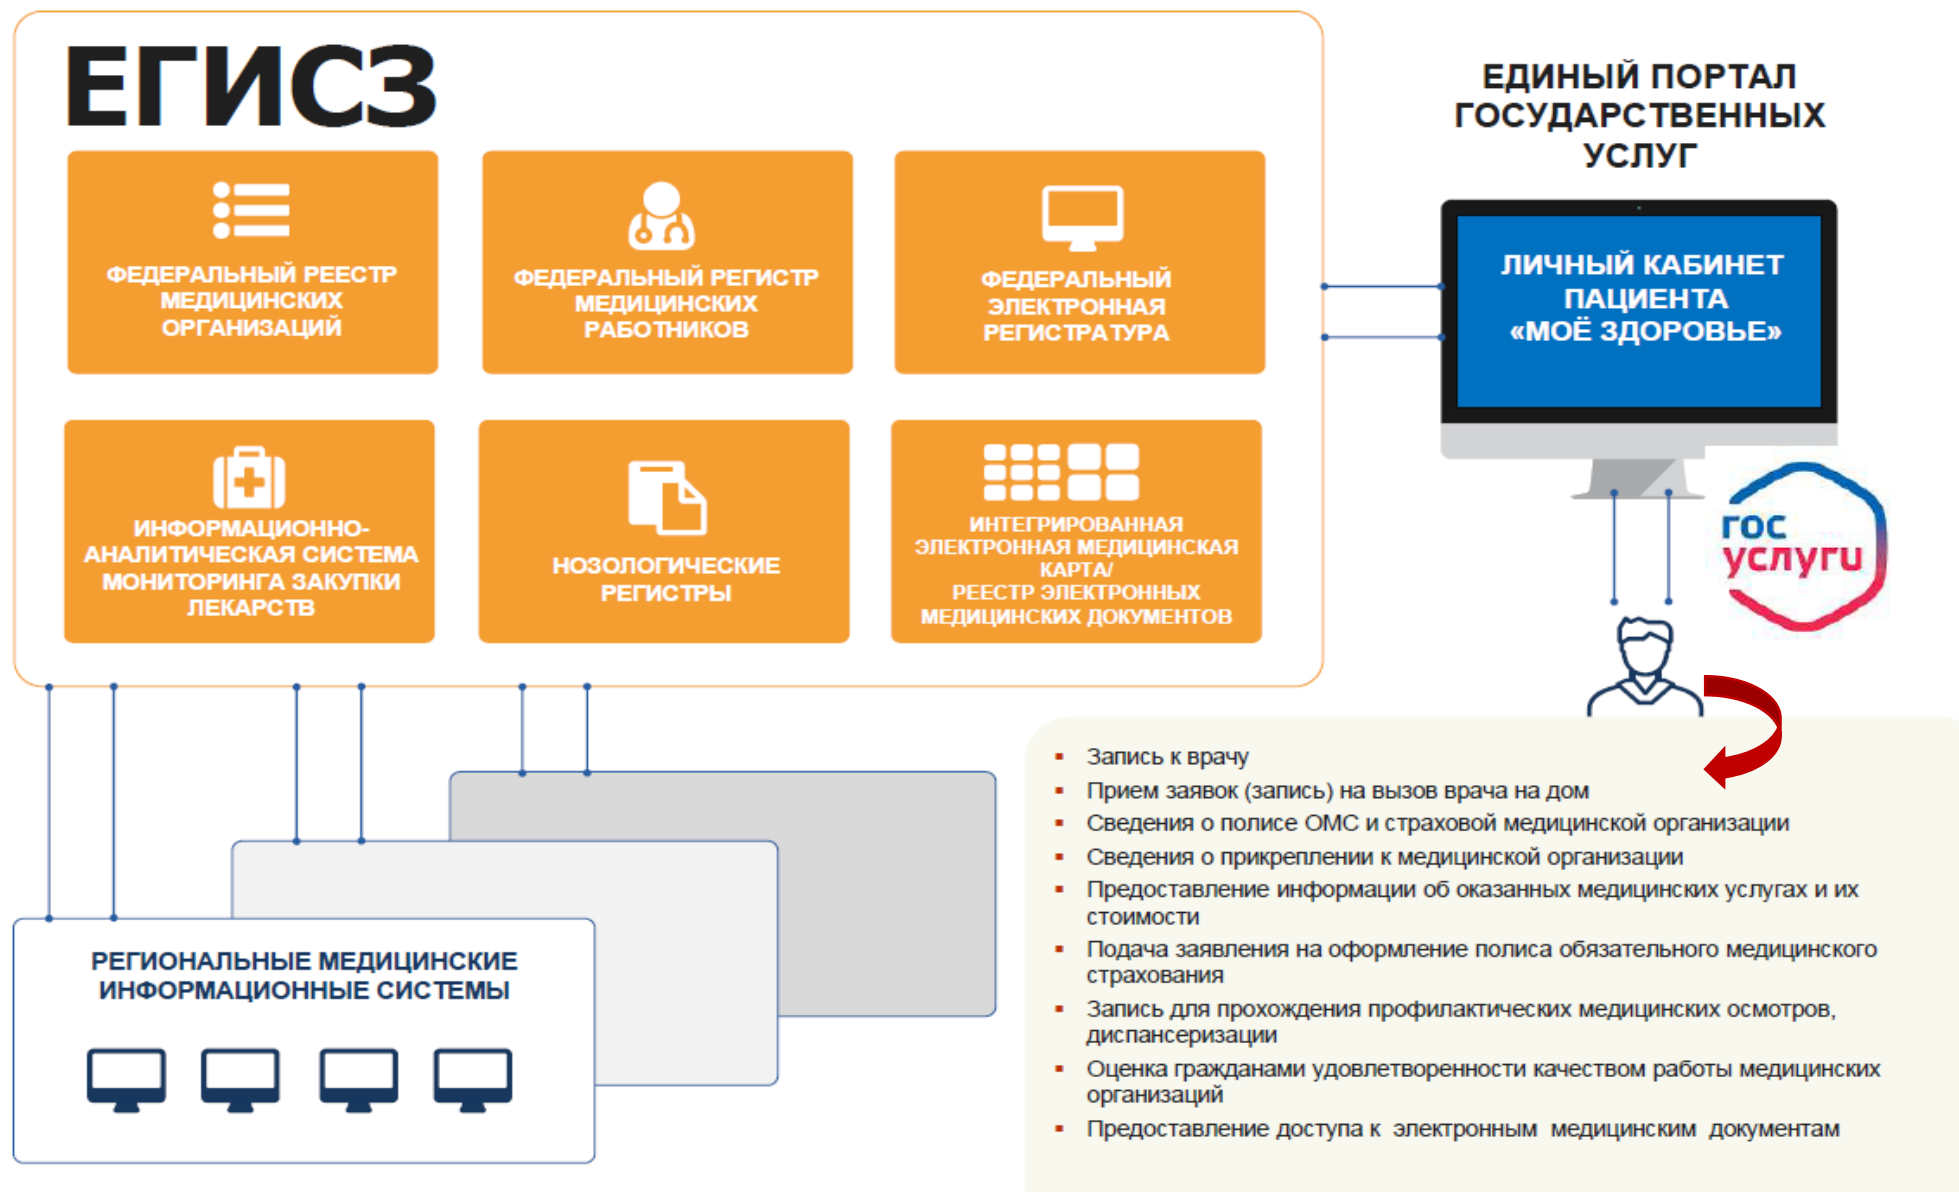 ЕГИСЗ
ФЕДЕРАЛЬНЫЙ РЕЕСТР
МЕДИЦИНСКИХ
ОРГАНИЗАЦИЙ
ФЕДЕРАЛЬНЫЙ РЕГИСТР
МЕДИЦИНСКИХ
РАБОТНИКОВ
ФЕДЕРАЛЬНЫЙ
ЭЛЕКТРОННАЯ
РЕГИСТРАТУРА
ИНФОРМАЦИОННО-
АНАЛИТИЧЕСКАЯ СИСТЕМА
МОНИТОРИНГА ЗАКУПКИ
ЛЕКАРСТВ
НОЗОЛОГИЧЕСКИЕ
РЕГИСТРЫ
ИНТЕГРИРОВАННАЯ
ЭЛЕКТРОННАЯ МЕДИЦИНСКАЯ
КАРТА/
РЕЕСТР ЭЛЕКТРОННЫХ
МЕДИЦИНСКИХ ДОКУМЕНТОВ
ЕДИНЫЙ ПОРТАЛ
ГОСУДАРСТВЕННЫХ
УСЛУГ
ЛИЧНЫЙ КАБИНЕТ
ПАЦИЕНТА
«МОЁ ЗДОРОВЬЕ»
гос
услуги
РЕГИОНАЛЬНЫЕ МЕДИЦИНСКИЕ
ИНФОРМАЦИОННЫЕ СИСТЕМЫ
▪ Запись к врачу
▪ Прием заявок (запись) на вызов врача на дом
▪ Сведения о полисе ОМС и страховой медицинской организации
▪ Сведения о прикреплении к медицинской организации
▪ Предоставление информации об оказанных медицинских услугах и их
стоимости
▪ Подача заявления на оформление полиса обязательного медицинского
страхования
▪ Запись для прохождения профилактических медицинских осмотров,
диспансеризации
▪ Оценка гражданами удовлетворенности качеством работы медицинских
организаций
▪ Предоставление доступа к электронным медицинским документам